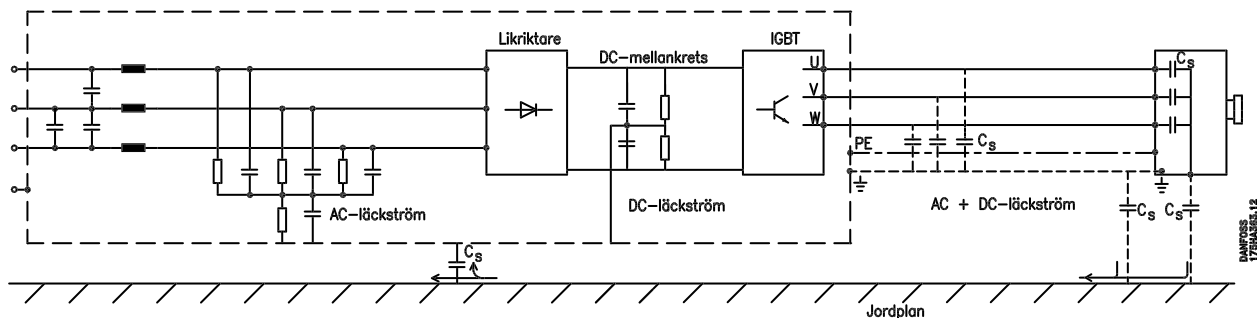 Likriktare
DC-mellankrets
IGBT
U
V
W
PE
Cs
Cs
AC-läckström
DC-läckström
AC + DC-läckström
Cs
Cs
Cs
Jordplan
DANFOSS
175HA365.12